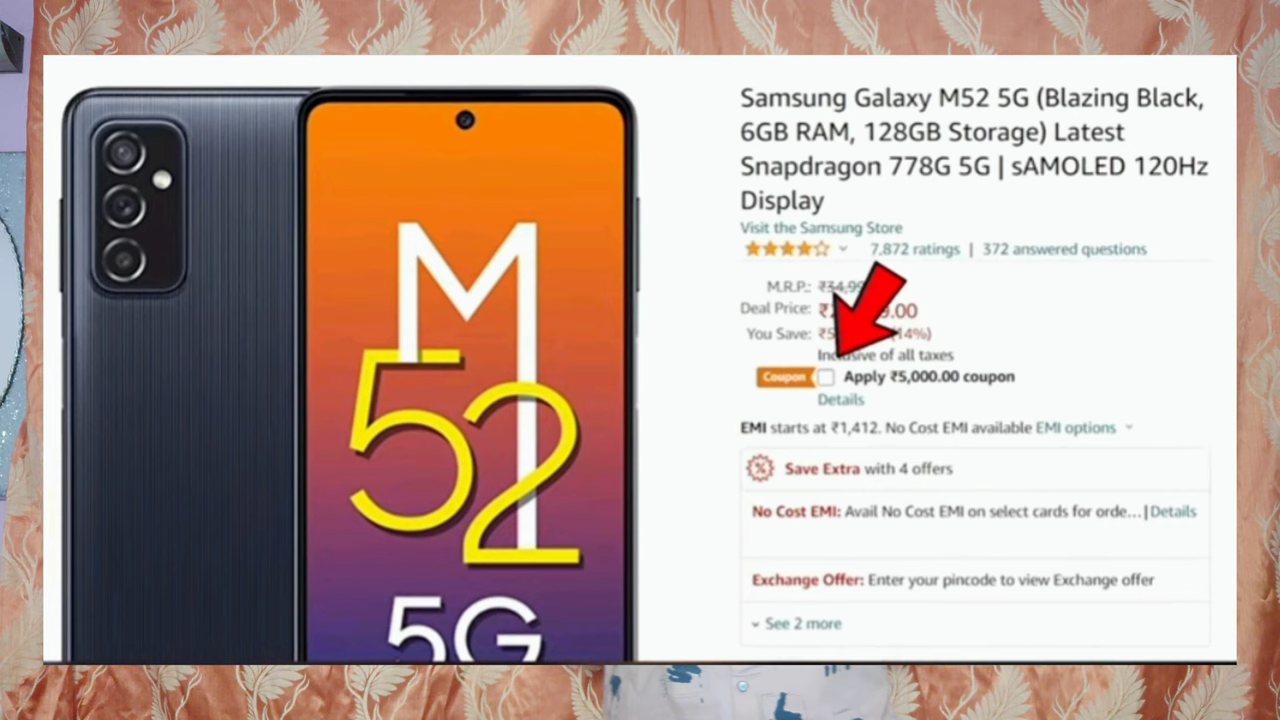 M
52
5G
Samsung Galaxy M52 5G (Blazing Black,
6GB RAM, 128GB Storage) Latest
Snapdragon 778G 5G | sAMOLED 120Hz
Display
Visit the Samsung Store
7,872 ratings | 372 answered questions
M.R.P.:
Deal Price:
You Save: (14%)
Inclusive of all taxes
Coupon Apply ₹5,000.00 coupon
Details
EMI starts at ₹1,412. No Cost EMI available EMI options
Save Extra with 4 offers
No Cost EMI: Avail No Cost EMI on select cards for orde...|Details
Exchange Offer: Enter your pincode to view Exchange offer
See 2 more